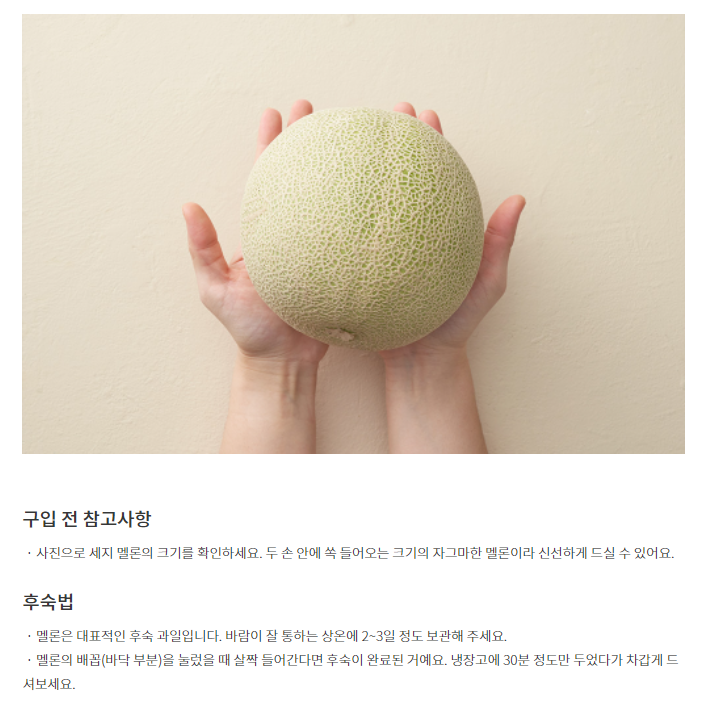 구입 전 참고사항
· 사진으로 세지 멜론의 크기를 확인하세요. 두 손 안에 쏙 들어오는 크기의 자그마한 멜론이라 신선하게 드실 수 있어요.
후숙법
· 멜론은 대표적인 후숙 과일입니다. 바람이 잘 통하는 상온에 2~3일 정도 보관해 주세요.
· 멜론의 배꼽(바닥 부분)을 눌렀을 때 살짝 들어간다면 후숙이 완료된 거예요. 냉장고에 30분 정도만 두었다가 차갑게 드
셔보세요.